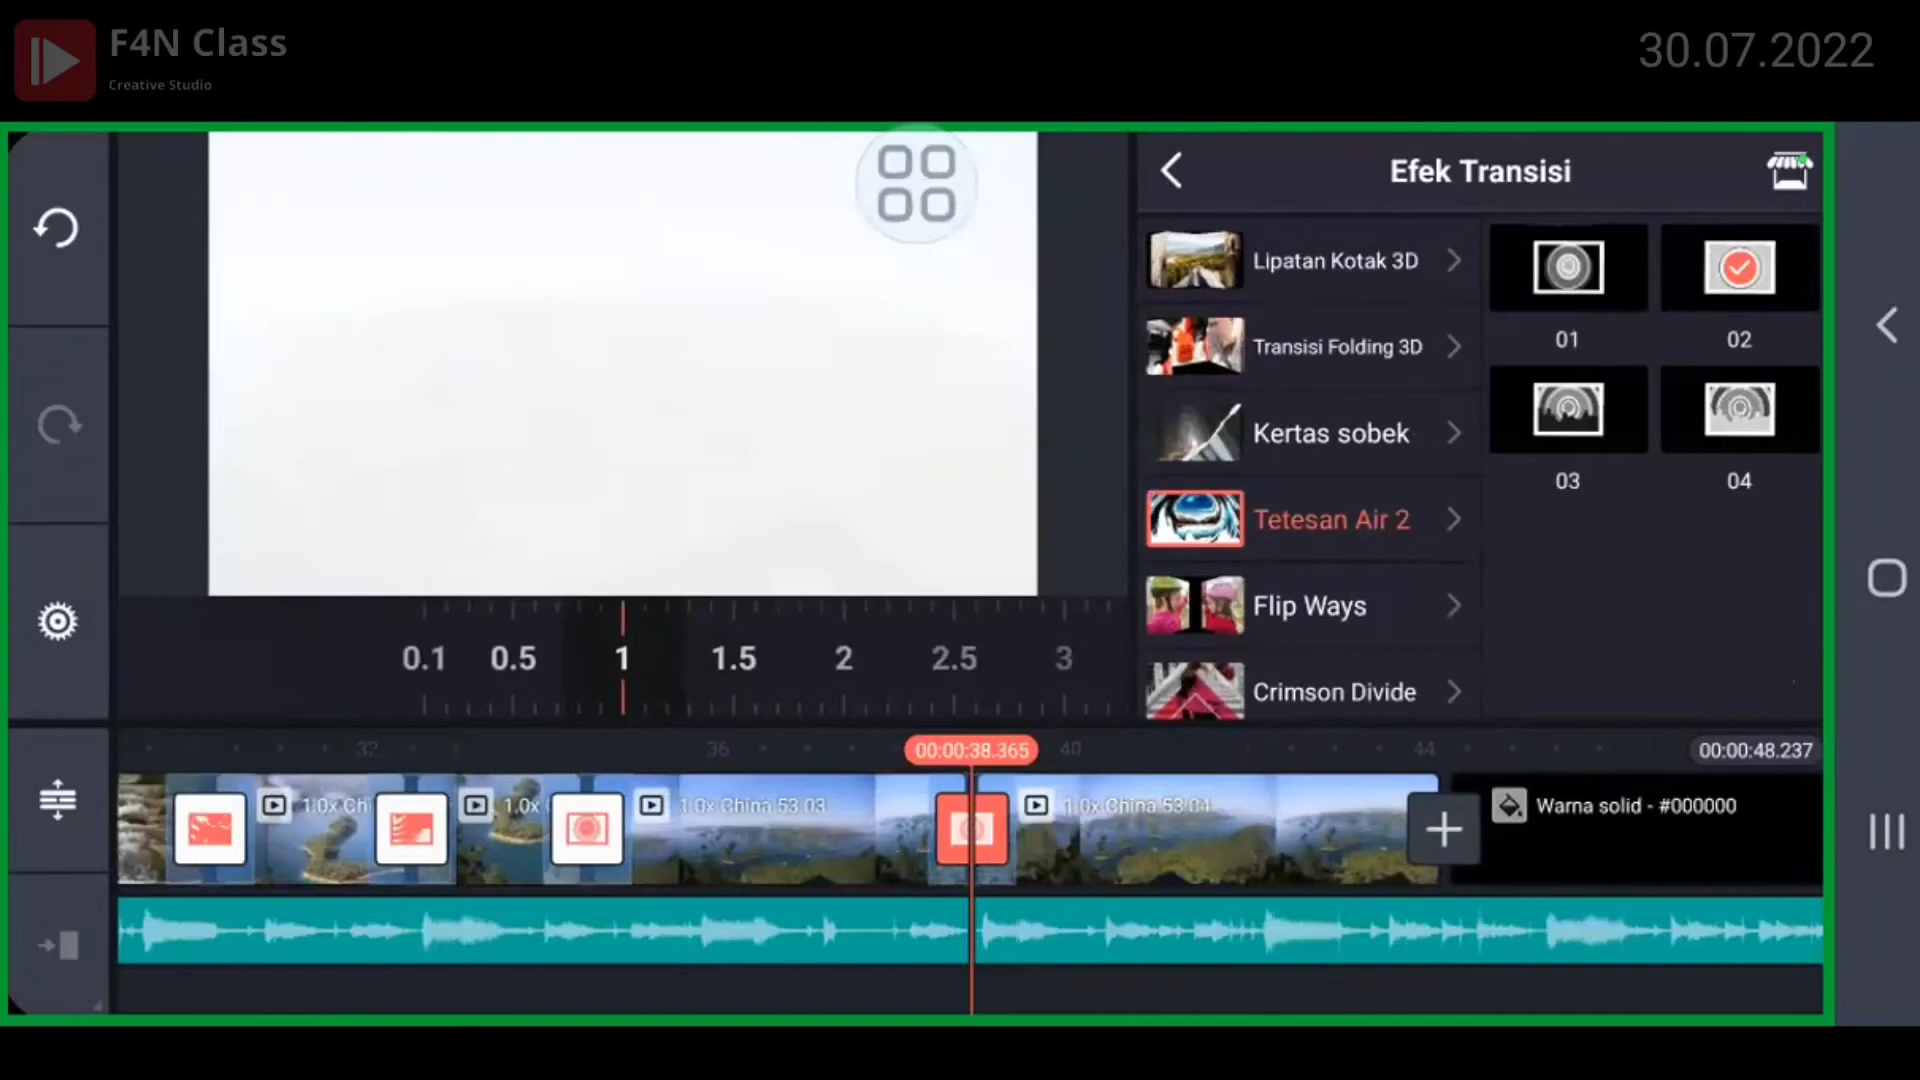 F4N Class
Creative Studio
30.07.2022
Efek Transisi
Lipatan Kotak 3D
Transisi Folding 3D
Kertas sobek
Tetesan Air 2
Flip Ways
Crimson Divide
01
02
03
04
0.1 0.5 1 1.5 2 2.5 3
32 36 00:00:38.365 40 44 00:00:48.237
1.0x Ch
1.0x
1.0x China 53 03
1.0x China 53 04
Warna solid - #000000